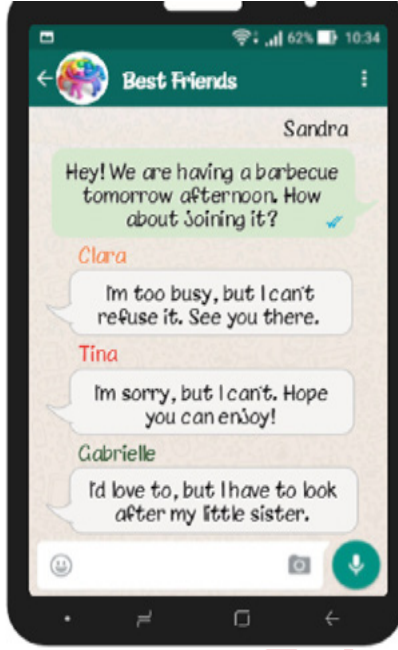 62% 10:34
Best Friends
Sandra
Hey! We are having a barbecue
tomorrow afternoon. How
about joining it?
Clara
I'm too busy, but I can't
refuse it. See you there.
Tina
I'm sorry, but I can't. Hope
you can enjoy!
Gabrielle
I'd love to, but I have to look
after my little sister.